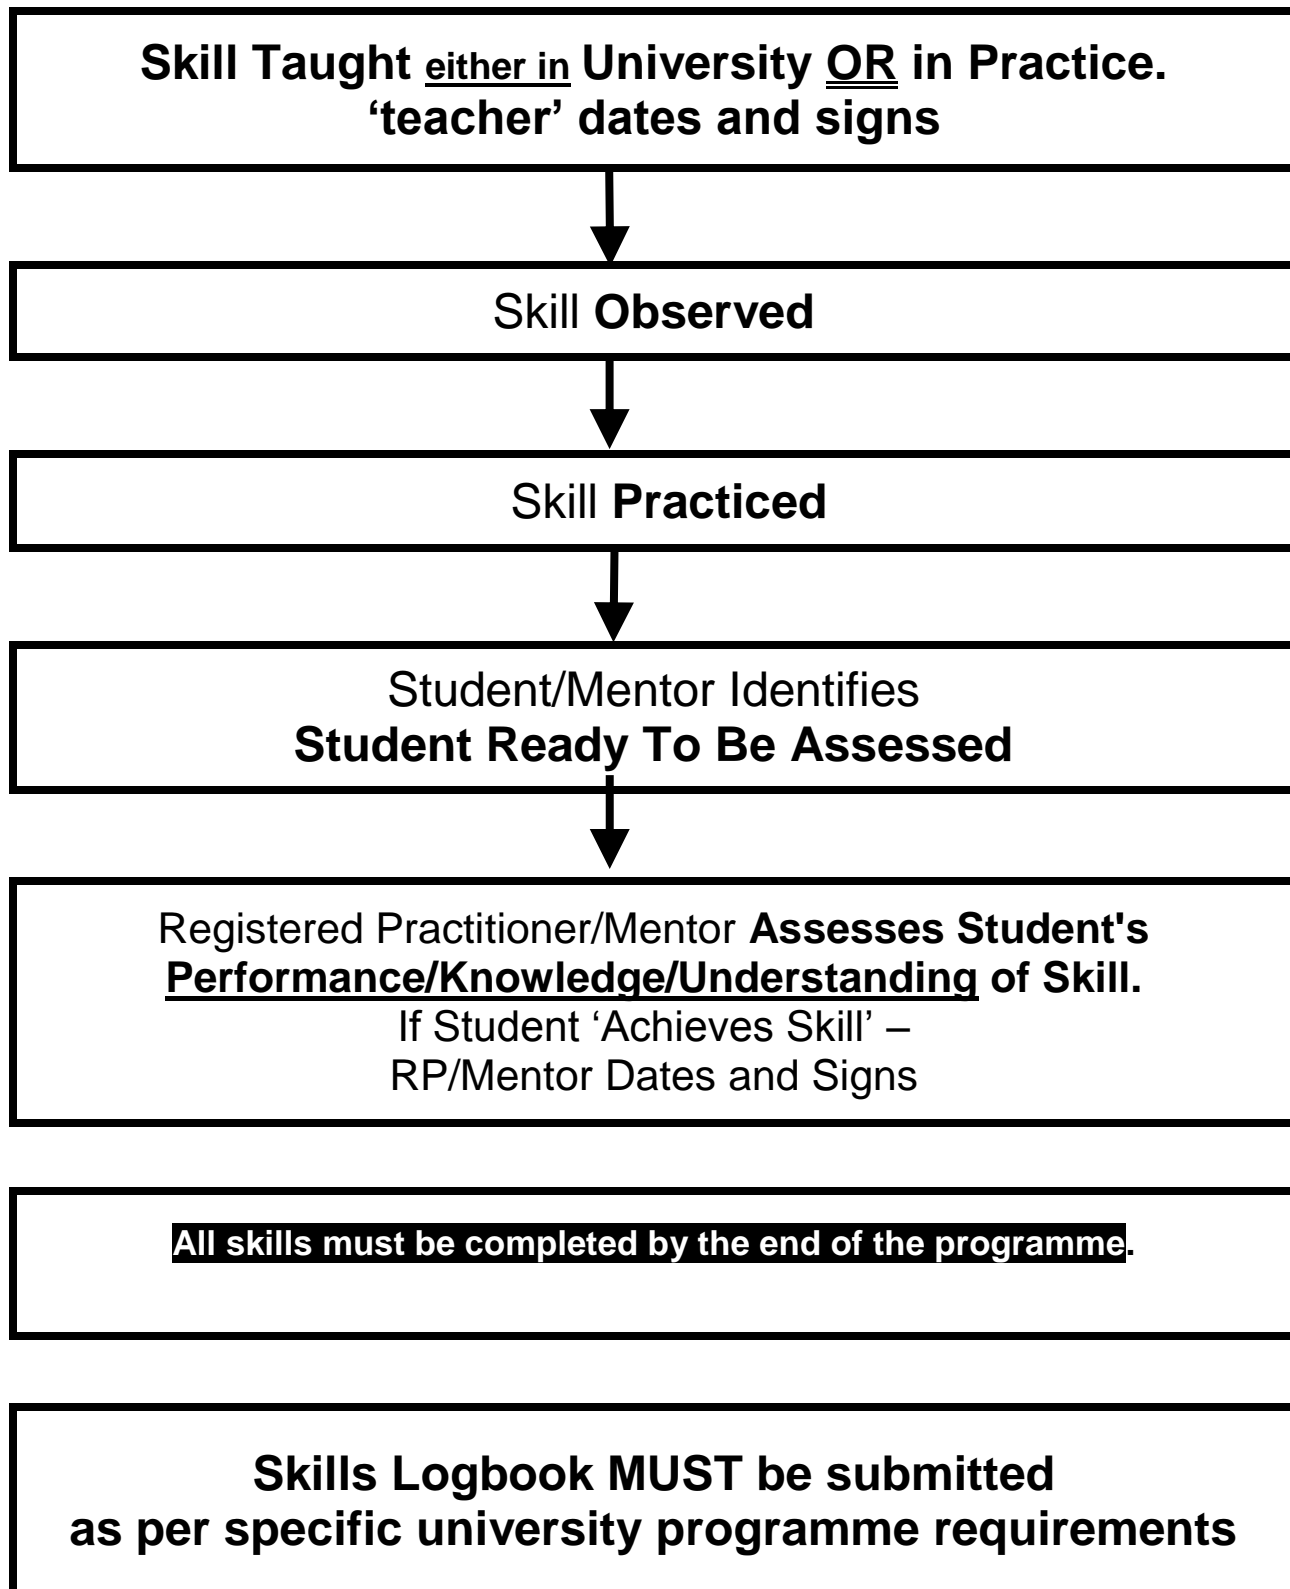 Skill Taught either in University OR in Practice.
‘teacher’ dates and signs
Skill Observed
Skill Practiced
Student/Mentor Identifies
Student Ready To Be Assessed
Registered Practitioner/Mentor Assesses Student's
Performance/Knowledge/Understanding of Skill.
If Student ‘Achieves Skill’ –
RP/Mentor Dates and Signs
All skills must be completed by the end of the programme.
Skills Logbook MUST be submitted
as per specific university programme requirements